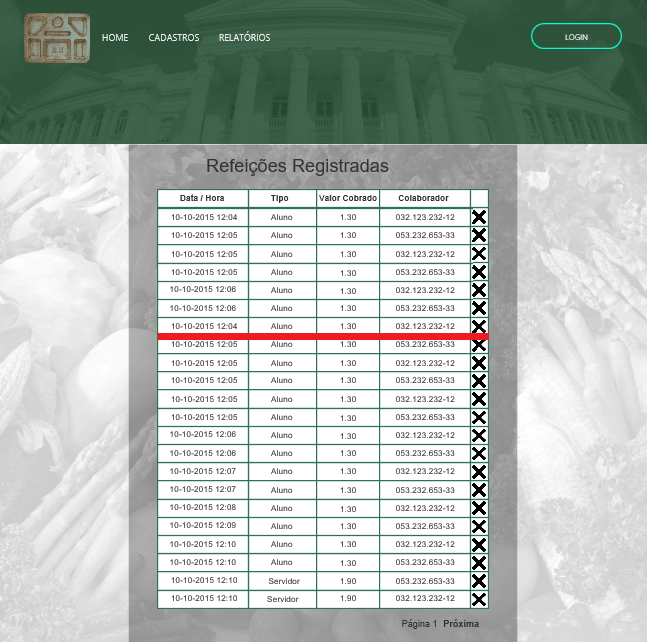 HOME CADASTROS RELATÓRIOS LOGIN
Refeições Registradas
Data / Hora Tipo Valor Cobrado Colaborador
10-10-2015 12:04 Aluno 1.30 032.123.232-12
10-10-2015 12:05 Aluno 1.30 053.232.653-33
10-10-2015 12:05 Aluno 1.30 032.123.232-12
10-10-2015 12:05 Aluno 1.30 053.232.653-33
10-10-2015 12:06 Aluno 1.30 032.123.232-12
10-10-2015 12:06 Aluno 1.30 053.232.653-33
10-10-2015 12:04 Aluno 1.30 032.123.232-12
10-10-2015 12:05 Aluno 1.30 053.232.653-33
10-10-2015 12:05 Aluno 1.30 032.123.232-12
10-10-2015 12:05 Aluno 1.30 053.232.653-33
10-10-2015 12:05 Aluno 1.30 032.123.232-12
10-10-2015 12:05 Aluno 1.30 053.232.653-33
10-10-2015 12:06 Aluno 1.30 032.123.232-12
10-10-2015 12:06 Aluno 1.30 053.232.653-33
10-10-2015 12:07 Aluno 1.30 032.123.232-12
10-10-2015 12:07 Aluno 1.30 053.232.653-33
10-10-2015 12:08 Aluno 1.30 032.123.232-12
10-10-2015 12:09 Aluno 1.30 053.232.653-33
10-10-2015 12:10 Aluno 1.30 032.123.232-12
10-10-2015 12:10 Aluno 1.30 053.232.653-33
10-10-2015 12:10 Servidor 1.90 053.232.653-33
10-10-2015 12:10 Servidor 1.90 032.123.232-12
Página 1 Próxima